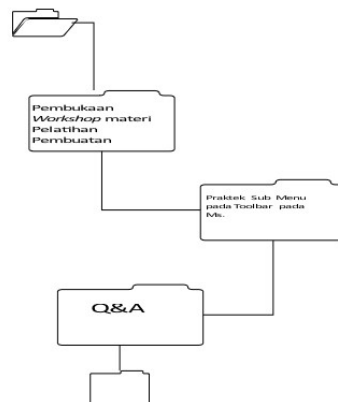 Pembukaan
Workshop materi
Pelatihan
Pembuatan
Praktek Sub Menu
pada Toolbar pada
Ms.
Q&A